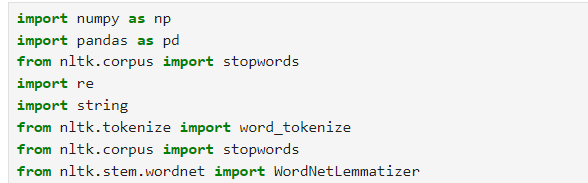 import numpy as np
import pandas as pd
from nltk.corpus import stopwords
import re
import string
from nltk.tokenize import word_tokenize
from nltk.corpus import stopwords
from nltk.stem.wordnet import WordNetLemmatizer